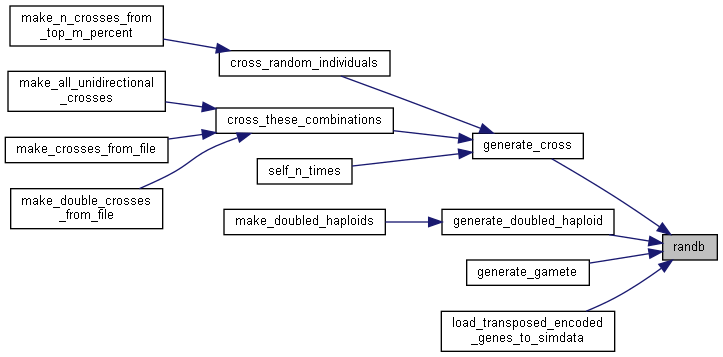 make_n_crosses_from
_top_m_percent
cross_random_individuals
make_all_unidirectional
_crosses
cross_these_combinations
make_crosses_from_file
generate_cross
self_n_times
make_double_crosses
_from_file
make_doubled_haploids
generate_doubled_haploid
randb
generate_gamete
load_transposed_encoded
_genes_to_simdata